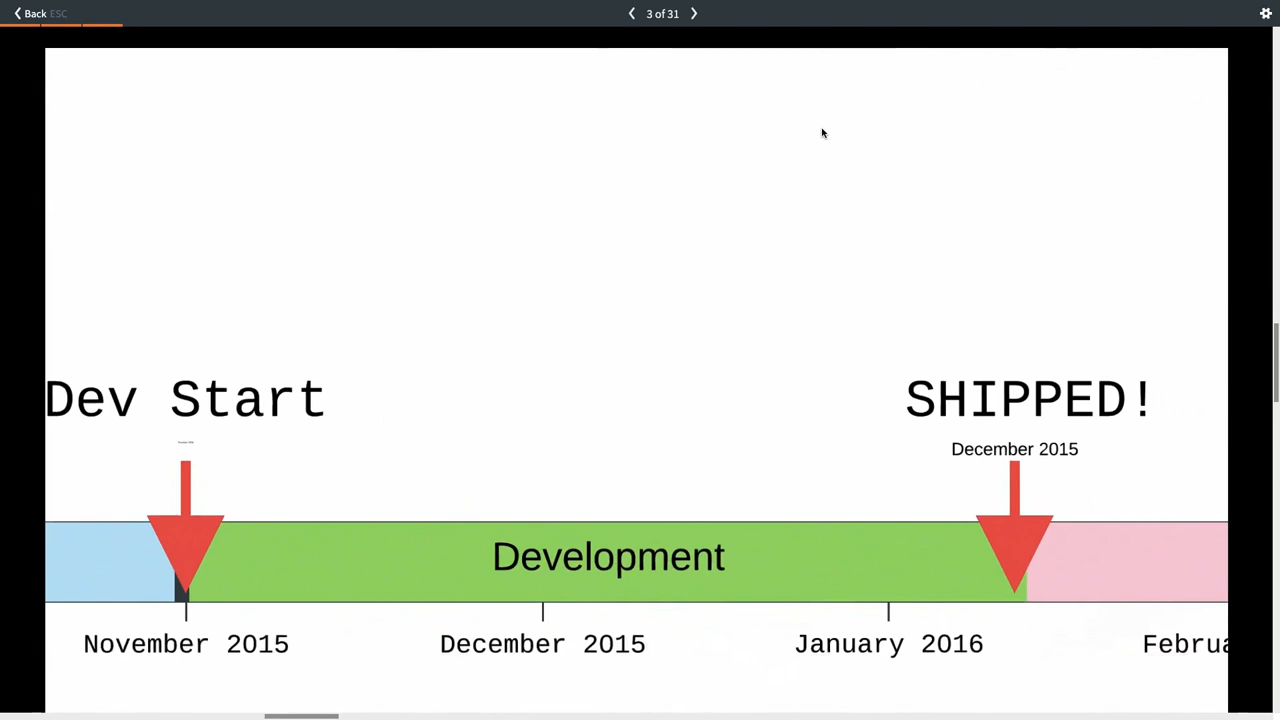 Back ESC
3 of 31
Dev Start
SHIPPED!
December 2015
Development
November 2015
December 2015
January 2016
Februa